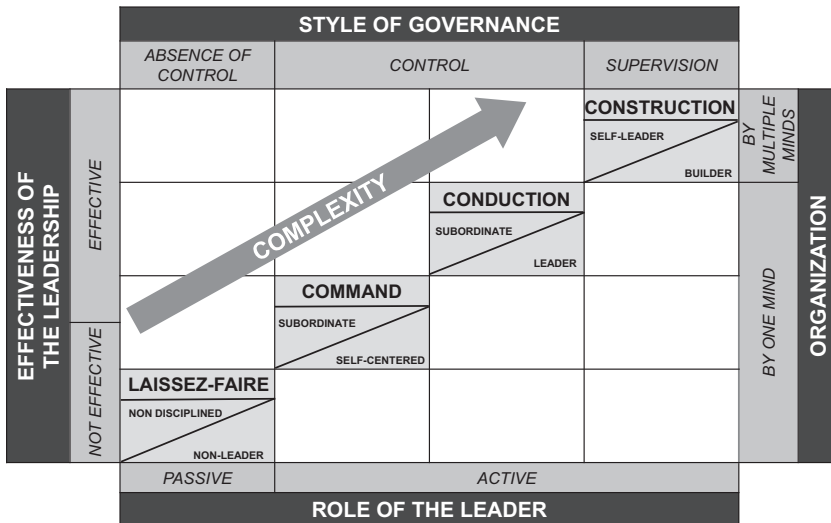 STYLE OF GOVERNANCE
ABSENCE OF
CONTROL
CONTROL
SUPERVISION
EFFECTIVENESS OF
THE LEADERSHIP
EFFECTIVE
NOT EFFECTIVE
COMPLEXITY
CONSTRUCTION
SELF-LEADER
BUILDER
CONDUCTION
SUBORDINATE
LEADER
COMMAND
SUBORDINATE
SELF-CENTERED
LAISSEZ-FAIRE
NON DISCIPLINED
NON-LEADER
BY
MULTIPLE
MINDS
BY ONE MIND
ORGANIZATION
PASSIVE
ACTIVE
ROLE OF THE LEADER